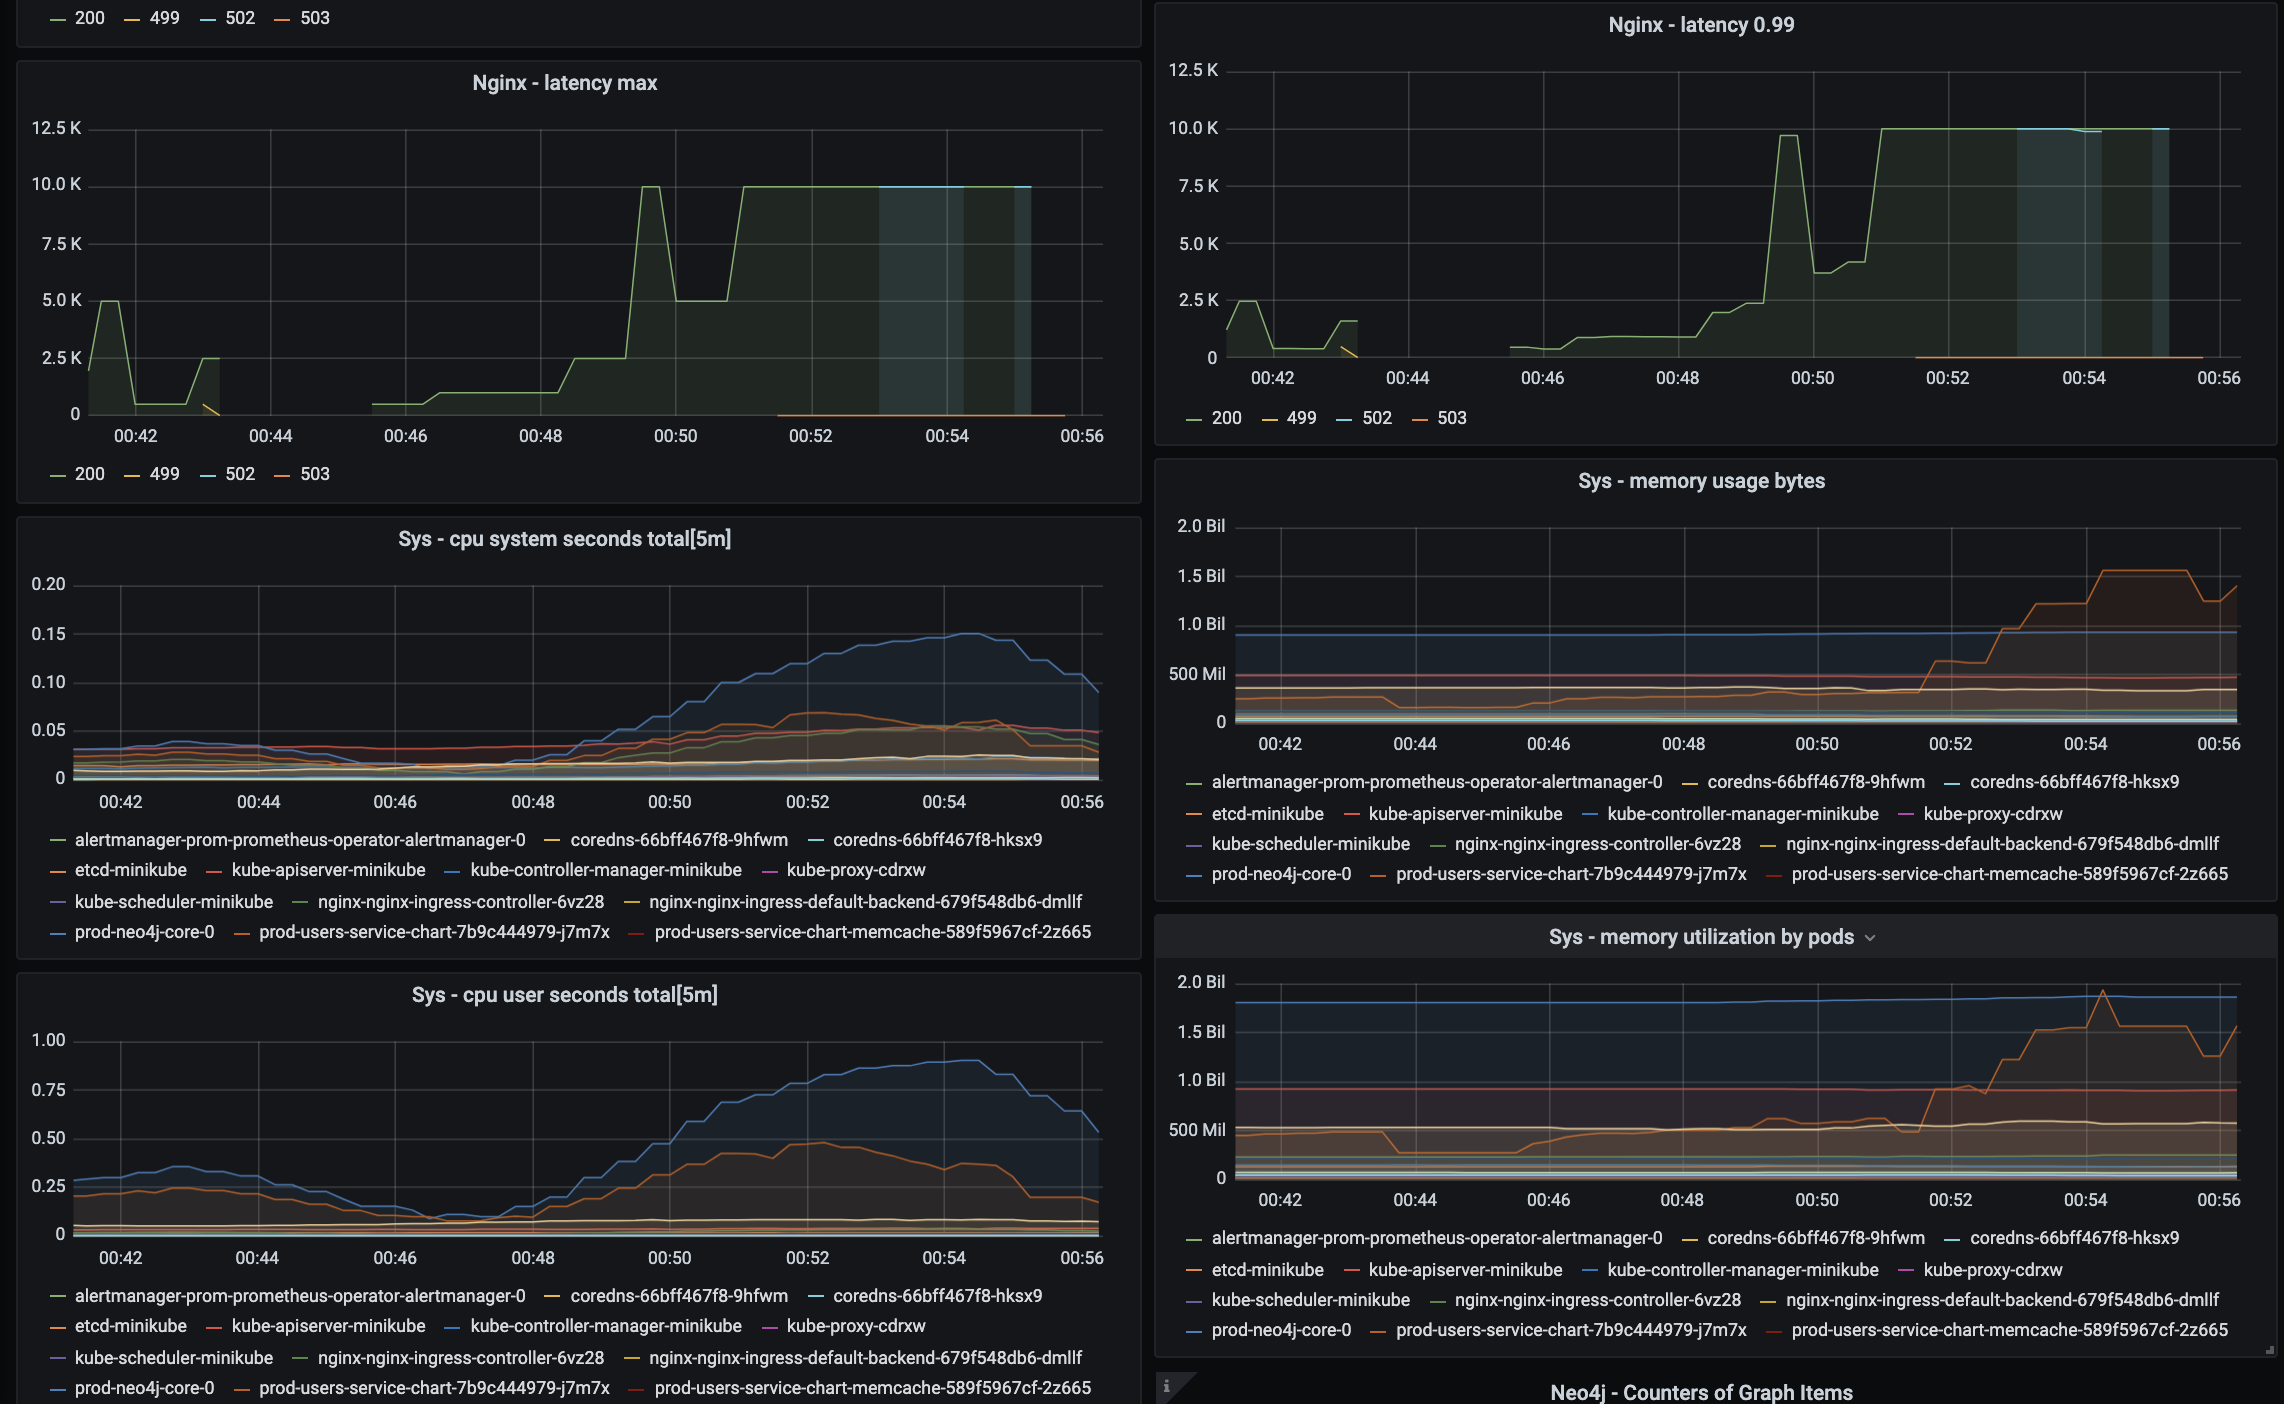 200 499 502 503
Nginx - latency max
12.5 K
10.0 K
7.5 K
5.0 K
2.5 K
0
00:42 00:44 00:46 00:48 00:50 00:52 00:54 00:56
200 499 502 503
Sys - cpu system seconds total[5m]
0.20
0.15
0.10
0.05
0
00:42 00:44 00:46 00:48 00:50 00:52 00:54 00:56
alertmanager-prom-prometheus-operator-alertmanager-0 coredns-66bff467f8-9hfwm coredns-66bff467f8-hksx9
etcd-minikube kube-apiserver-minikube kube-controller-manager-minikube kube-proxy-cdrxw
kube-scheduler-minikube nginx-nginx-ingress-controller-6vz28 nginx-nginx-ingress-default-backend-679f548db6-dmllf
prod-neo4j-core-0 prod-users-service-chart-7b9c444979-j7m7x prod-users-service-chart-memcache-589f5967cf-2z665
Sys - cpu user seconds total[5m]
1.00
0.75
0.50
0.25
0
00:42 00:44 00:46 00:48 00:50 00:52 00:54 00:56
alertmanager-prom-prometheus-operator-alertmanager-0 coredns-66bff467f8-9hfwm coredns-66bff467f8-hksx9
etcd-minikube kube-apiserver-minikube kube-controller-manager-minikube kube-proxy-cdrxw
kube-scheduler-minikube nginx-nginx-ingress-controller-6vz28 nginx-nginx-ingress-default-backend-679f548db6-dmllf
prod-neo4j-core-0 prod-users-service-chart-7b9c444979-j7m7x prod-users-service-chart-memcache-589f5967cf-2z665
Nginx - latency 0.99
12.5 K
10.0 K
7.5 K
5.0 K
2.5 K
0
00:42 00:44 00:46 00:48 00:50 00:52 00:54 00:56
200 499 502 503
Sys - memory usage bytes
2.0 Bil
1.5 Bil
1.0 Bil
500 Mil
0
00:42 00:44 00:46 00:48 00:50 00:52 00:54 00:56
alertmanager-prom-prometheus-operator-alertmanager-0 coredns-66bff467f8-9hfwm coredns-66bff467f8-hksx9
etcd-minikube kube-apiserver-minikube kube-controller-manager-minikube kube-proxy-cdrxw
kube-scheduler-minikube nginx-nginx-ingress-controller-6vz28 nginx-nginx-ingress-default-backend-679f548db6-dmllf
prod-neo4j-core-0 prod-users-service-chart-7b9c444979-j7m7x prod-users-service-chart-memcache-589f5967cf-2z665
Sys - memory utilization by pods
2.0 Bil
1.5 Bil
1.0 Bil
500 Mil
0
00:42 00:44 00:46 00:48 00:50 00:52 00:54 00:56
alertmanager-prom-prometheus-operator-alertmanager-0 coredns-66bff467f8-9hfwm coredns-66bff467f8-hksx9
etcd-minikube kube-apiserver-minikube kube-controller-manager-minikube kube-proxy-cdrxw
kube-scheduler-minikube nginx-nginx-ingress-controller-6vz28 nginx-nginx-ingress-default-backend-679f548db6-dmllf
prod-neo4j-core-0 prod-users-service-chart-7b9c444979-j7m7x prod-users-service-chart-memcache-589f5967cf-2z665
i
Neo4j - Counters of Graph Items